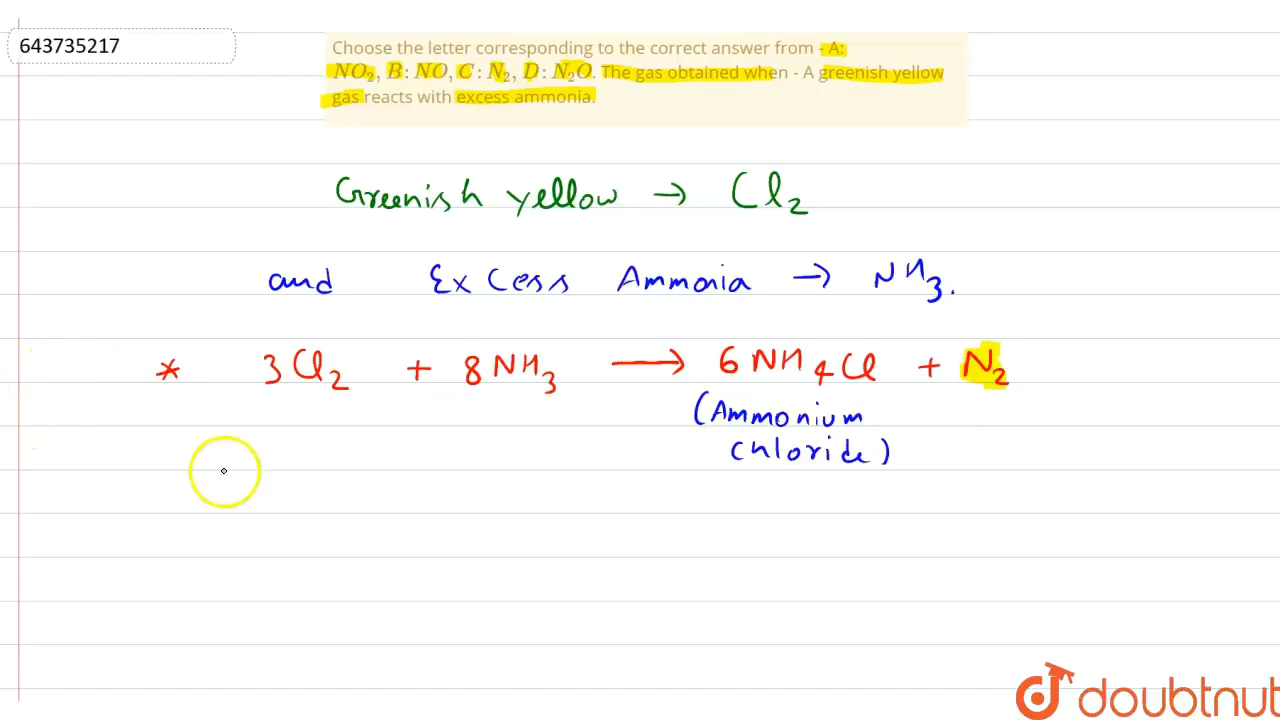 643735217
Choose the letter corresponding to the correct answer from - A:
NO₂, B : NO, C : N₂, D : N₂O. The gas obtained when - A greenish yellow
gas reacts with excess ammonia.
Greenish yellow → Cl₂
and Excess Ammonia → NH₃.
* 3Cl₂ + 8NH₃ ⟶ 6NH₄Cl + N₂
(Ammonium
chloride)
doubtnut